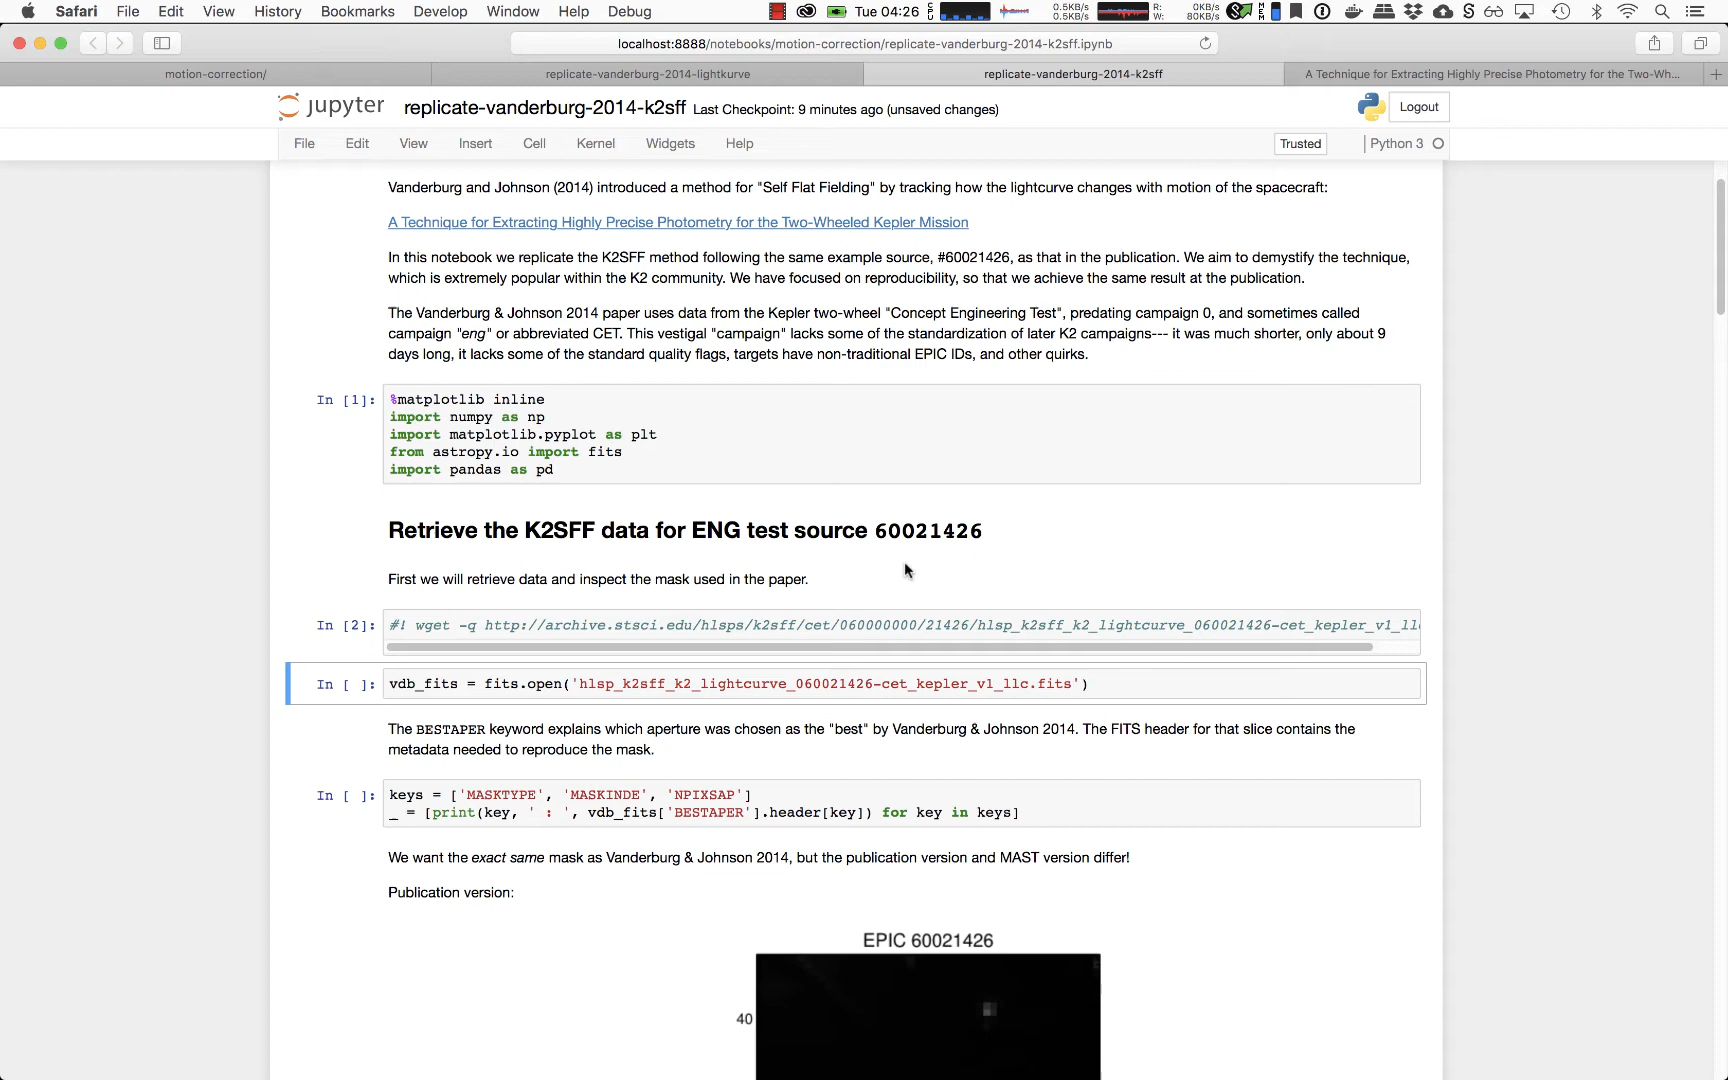 Safari File Edit View History Bookmarks Develop Window Help Debug
Tue 04:26
0.5KB/s
0.5KB/s
R:
W:
0KB/s
80KB/s
localhost:8888/notebooks/motion-correction/replicate-vanderburg-2014-k2sff.ipynb
motion-correction/
replicate-vanderburg-2014-lightkurve
replicate-vanderburg-2014-k2sff
A Technique for Extracting Highly Precise Photometry for the Two-Wh...
jupyter replicate-vanderburg-2014-k2sff Last Checkpoint: 9 minutes ago (unsaved changes)
Logout
File Edit View Insert Cell Kernel Widgets Help
Trusted
Python 3
Vanderburg and Johnson (2014) introduced a method for "Self Flat Fielding" by tracking how the lightcurve changes with motion of the spacecraft:
A Technique for Extracting Highly Precise Photometry for the Two-Wheeled Kepler Mission
In this notebook we replicate the K2SFF method following the same example source, #60021426, as that in the publication. We aim to demystify the technique,
which is extremely popular within the K2 community. We have focused on reproducibility, so that we achieve the same result at the publication.
The Vanderburg & Johnson 2014 paper uses data from the Kepler two-wheel "Concept Engineering Test", predating campaign 0, and sometimes called
campaign "eng" or abbreviated CET. This vestigal "campaign" lacks some of the standardization of later K2 campaigns--- it was much shorter, only about 9
days long, it lacks some of the standard quality flags, targets have non-traditional EPIC IDs, and other quirks.
In [1]:
%matplotlib inline
import numpy as np
import matplotlib.pyplot as plt
from astropy.io import fits
import pandas as pd
Retrieve the K2SFF data for ENG test source 60021426
First we will retrieve data and inspect the mask used in the paper.
In [2]:
#! wget -q http://archive.stsci.edu/hlsps/k2sff/cet/060000000/21426/hlsp_k2sff_k2_lightcurve_060021426-cet_kepler_v1_ll
In [ ]:
vdb_fits = fits.open('hlsp_k2sff_k2_lightcurve_060021426-cet_kepler_v1_llc.fits')
The BESTAPER keyword explains which aperture was chosen as the "best" by Vanderburg & Johnson 2014. The FITS header for that slice contains the
metadata needed to reproduce the mask.
In [ ]:
keys = ['MASKTYPE', 'MASKINDE', 'NPIXSAP']
_ = [print(key, ' : ', vdb_fits['BESTAPER'].header[key]) for key in keys]
We want the exact same mask as Vanderburg & Johnson 2014, but the publication version and MAST version differ!
Publication version:
EPIC 60021426
40